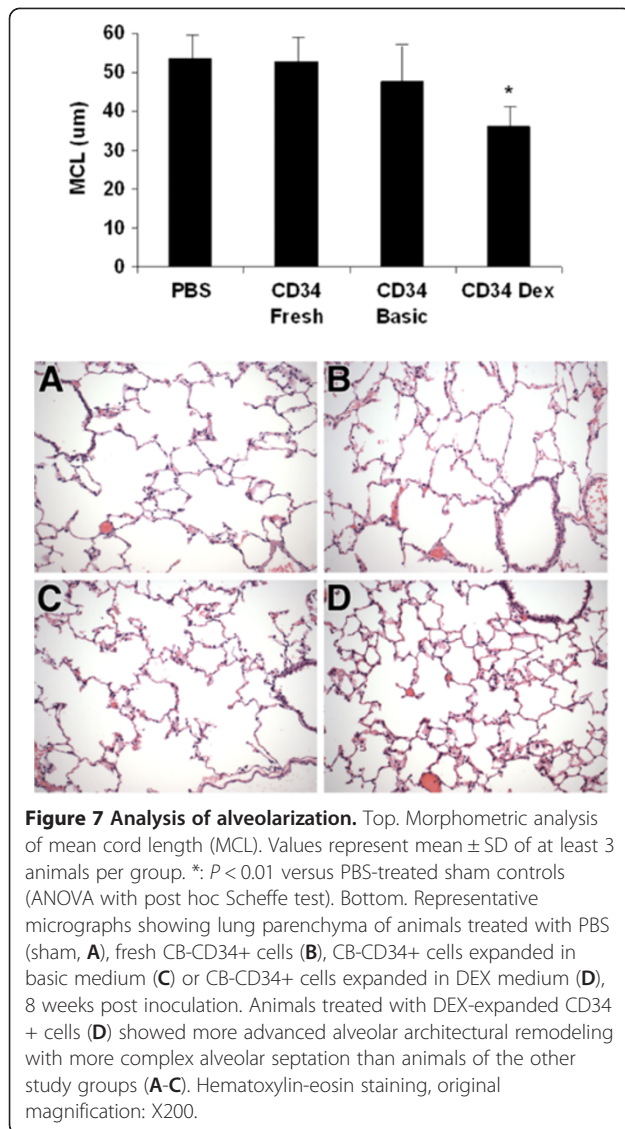 60
50
40
30
20
10
0
MCL (um)
*
PBS
CD34 Fresh
CD34 Basic
CD34 Dex
A
B
C
D
Figure 7 Analysis of alveolarization. Top. Morphometric analysis
of mean cord length (MCL). Values represent mean ± SD of at least 3
animals per group. *: P < 0.01 versus PBS-treated sham controls
(ANOVA with post hoc Scheffe test). Bottom. Representative
micrographs showing lung parenchyma of animals treated with PBS
(sham, A), fresh CB-CD34+ cells (B), CB-CD34+ cells expanded in
basic medium (C) or CB-CD34+ cells expanded in DEX medium (D),
8 weeks post inoculation. Animals treated with DEX-expanded CD34
+ cells (D) showed more advanced alveolar architectural remodeling
with more complex alveolar septation than animals of the other
study groups (A-C). Hematoxylin-eosin staining, original
magnification: X200.